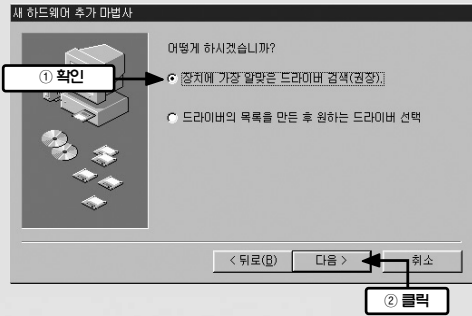 새 하드웨어 추가 마법사
어떻게 하시겠습니까?
① 확인
장치에 가장 알맞은 드라이버 검색(권장).
드라이버의 목록을 만든 후 원하는 드라이버 선택
< 뒤로(B)
다음 >
취소
② 클릭